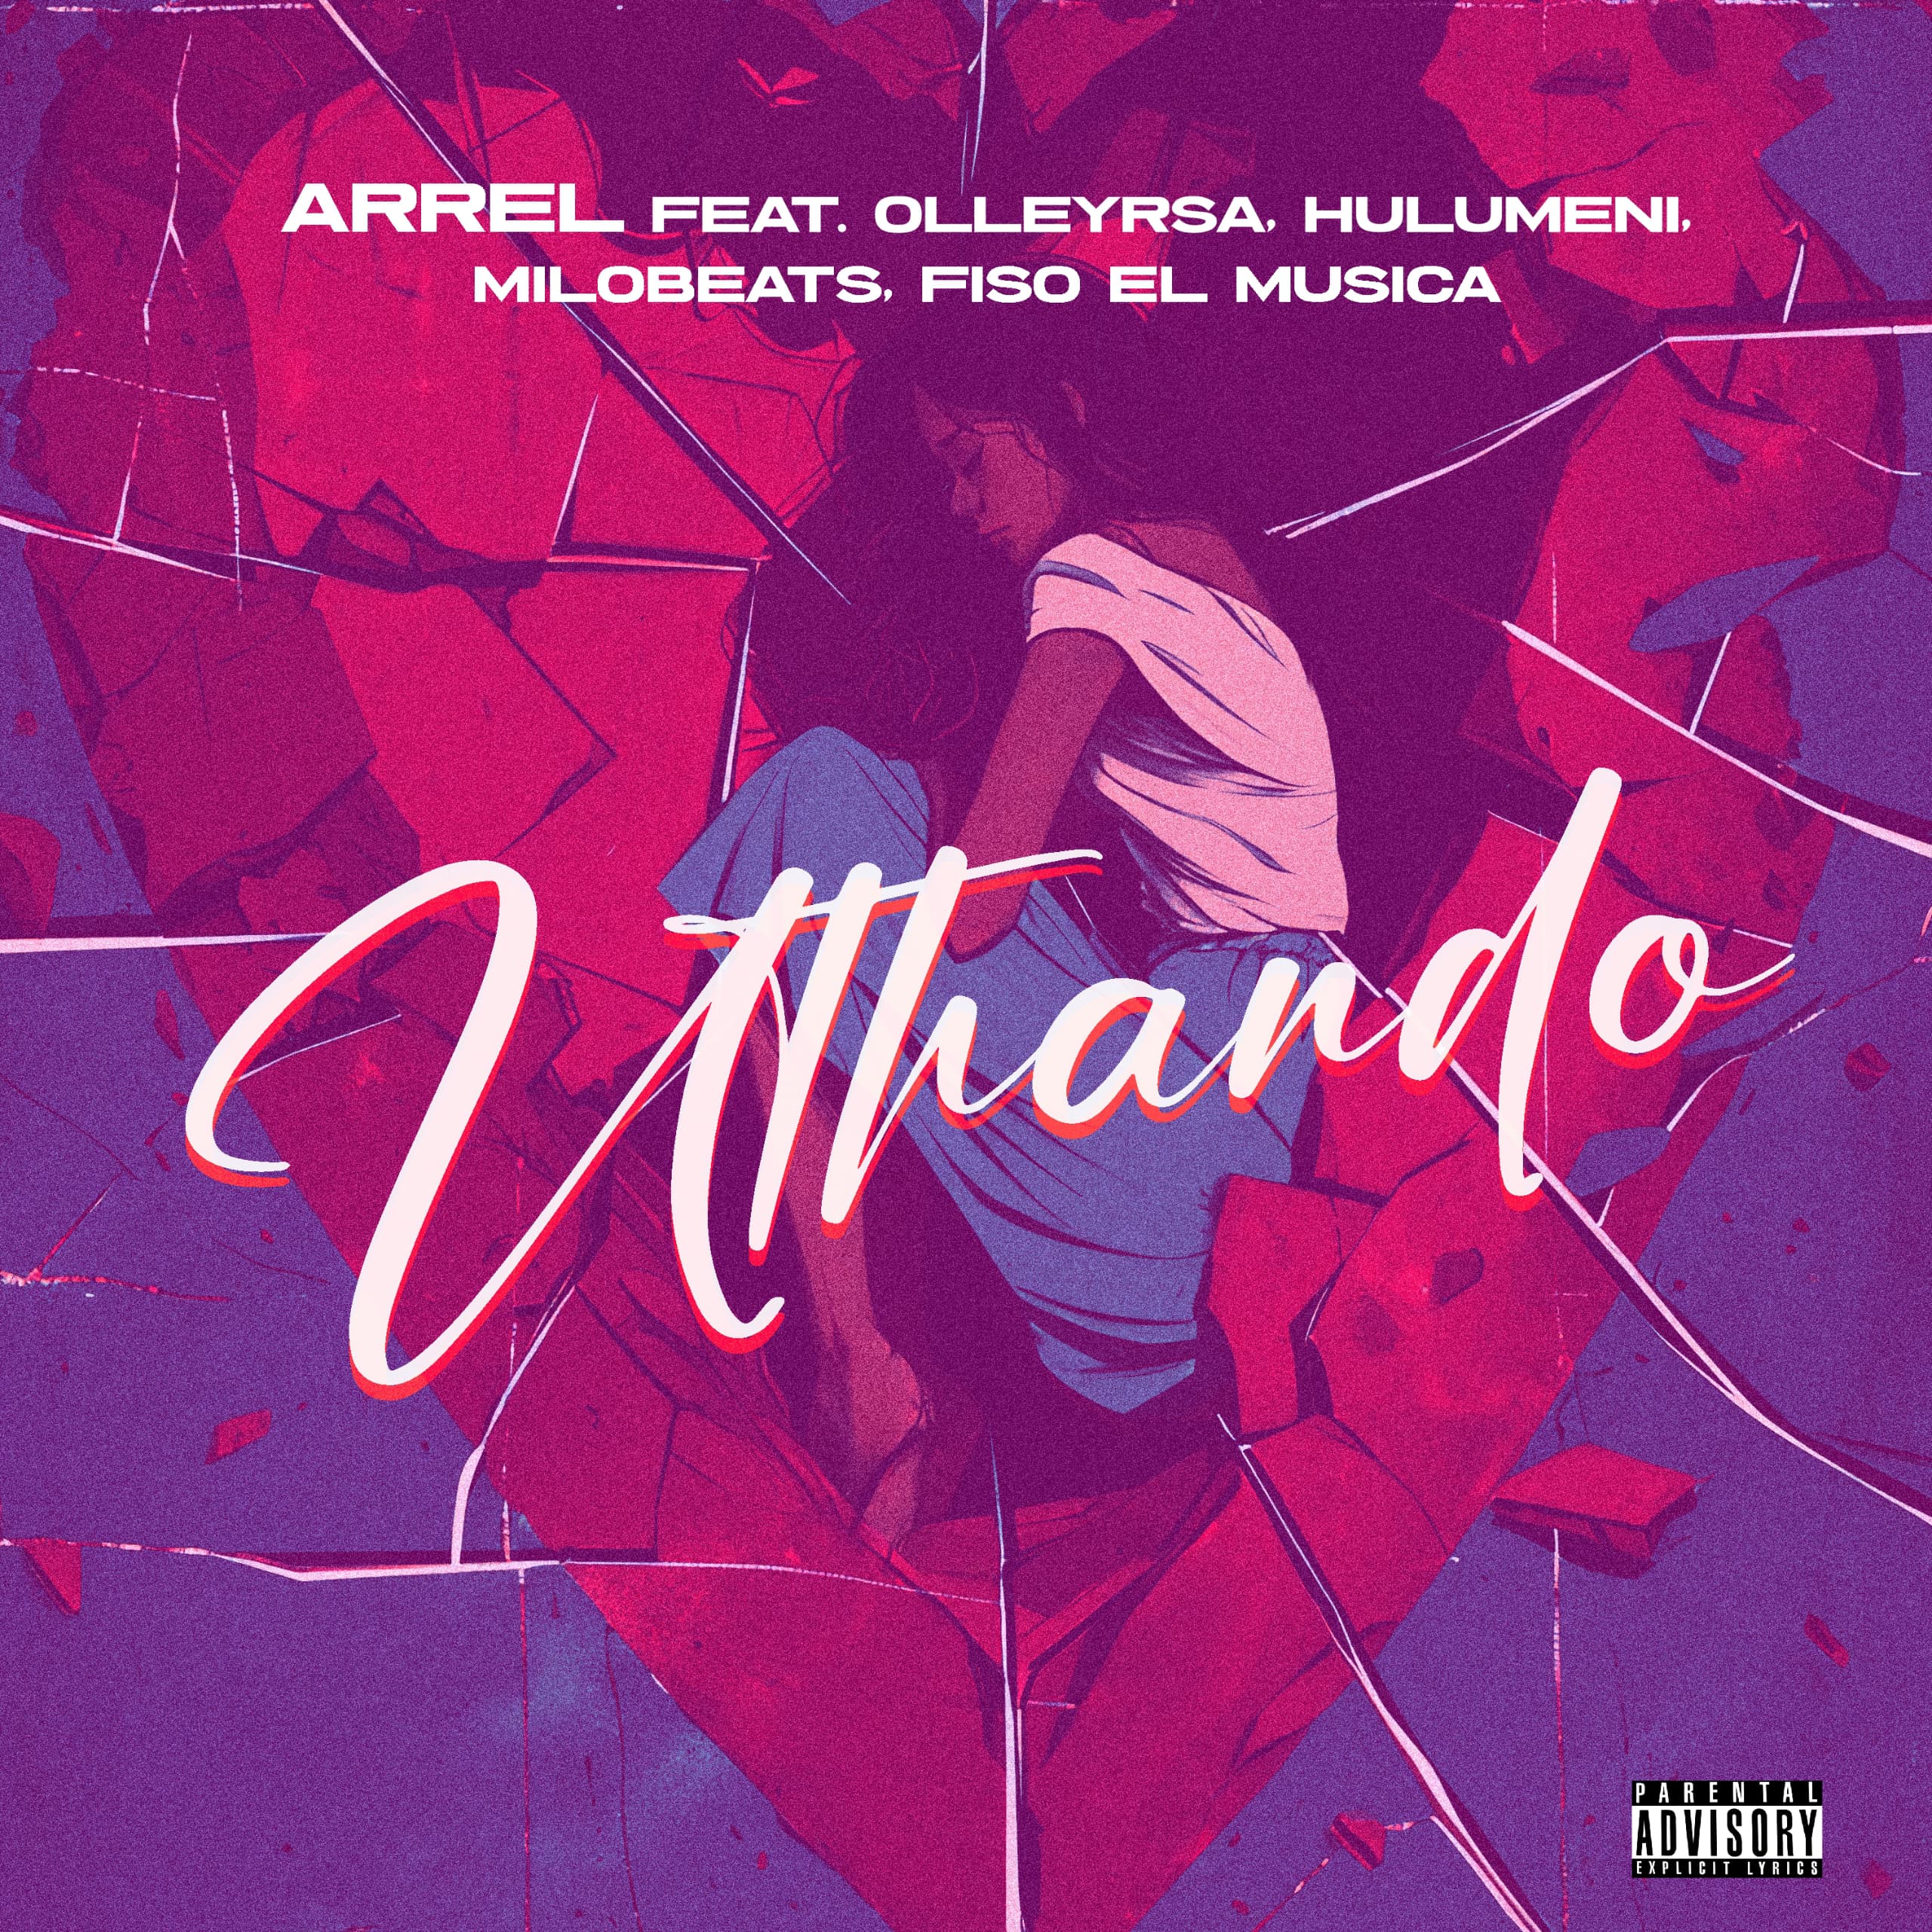 ARREL FEAT. OLLEYRSA, HULUMENI,
MILOBEATS, FISO EL MUSICA
Uthando
PARENTAL
ADVISORY
EXPLICIT LYRICS